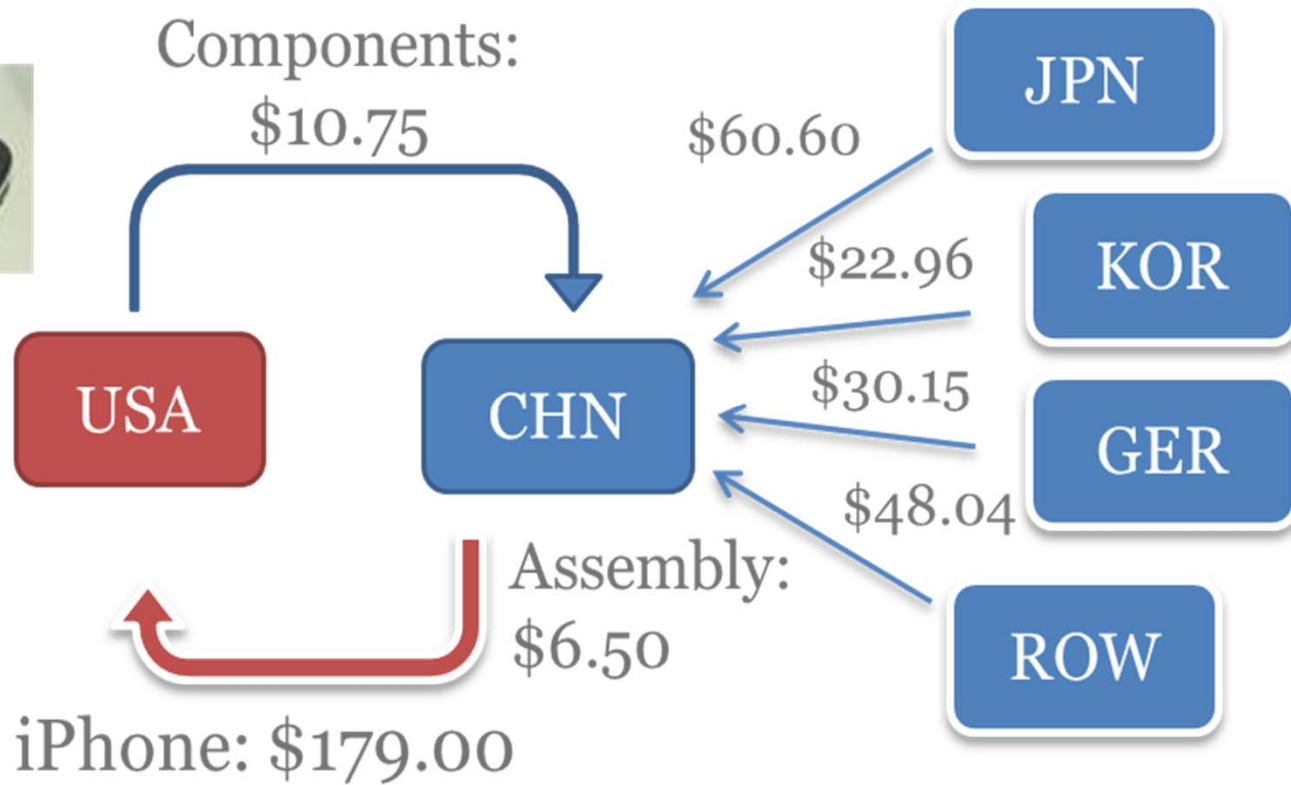 Components:
$10.75
$60.60
JPN
$22.96
KOR
USA
CHN
$30.15
GER
$48.04
Assembly:
$6.50
ROW
iPhone: $179.00